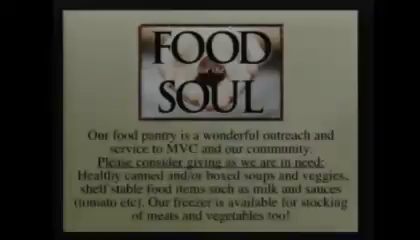 FOOD
for the
SOUL
Our food pantry is a wonderful outreach and
service to MVC and our community.
Please consider giving as we are in need:
Healthy canned and/or boxed soups and veggies,
shelf stable food items such as milk and sauces
(tomato etc). Our freezer is available for stocking
of meats and vegetables too!